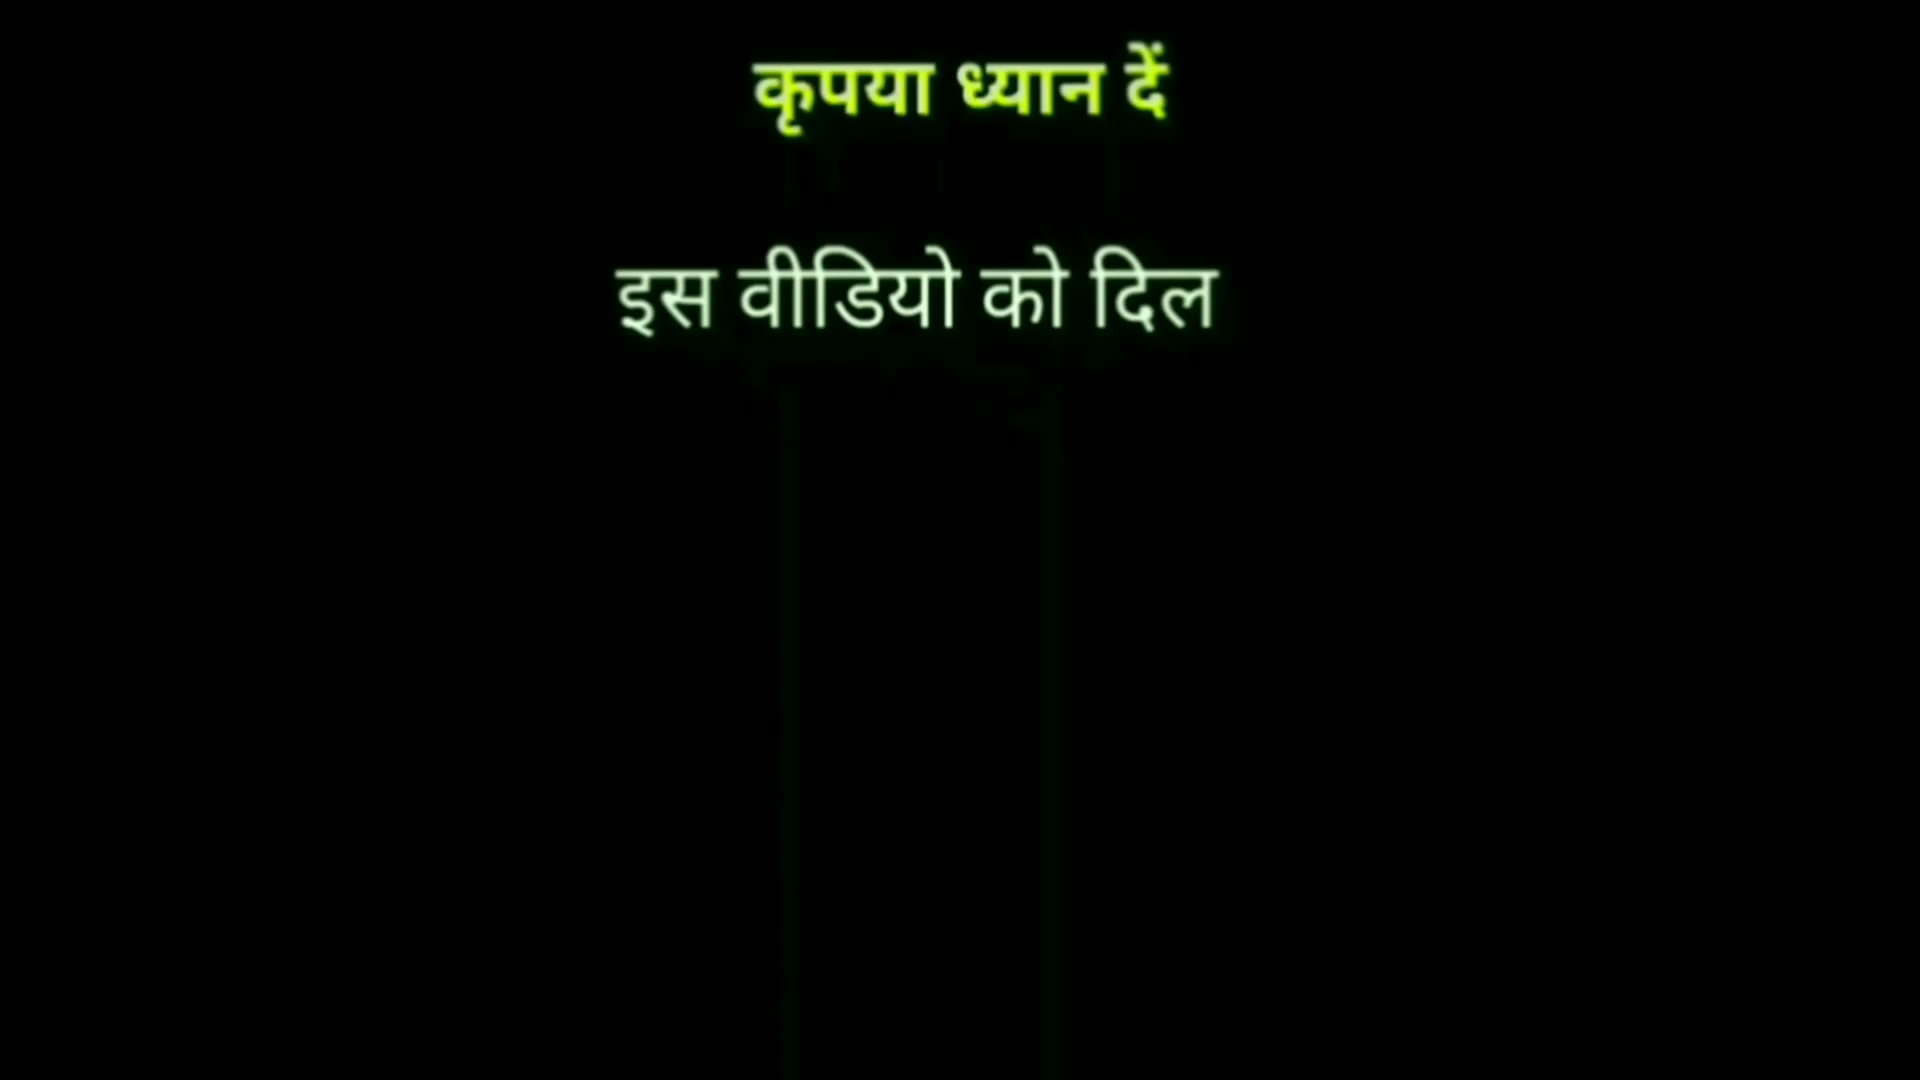 कृपया ध्यान दें
इस वीडियो को दिल